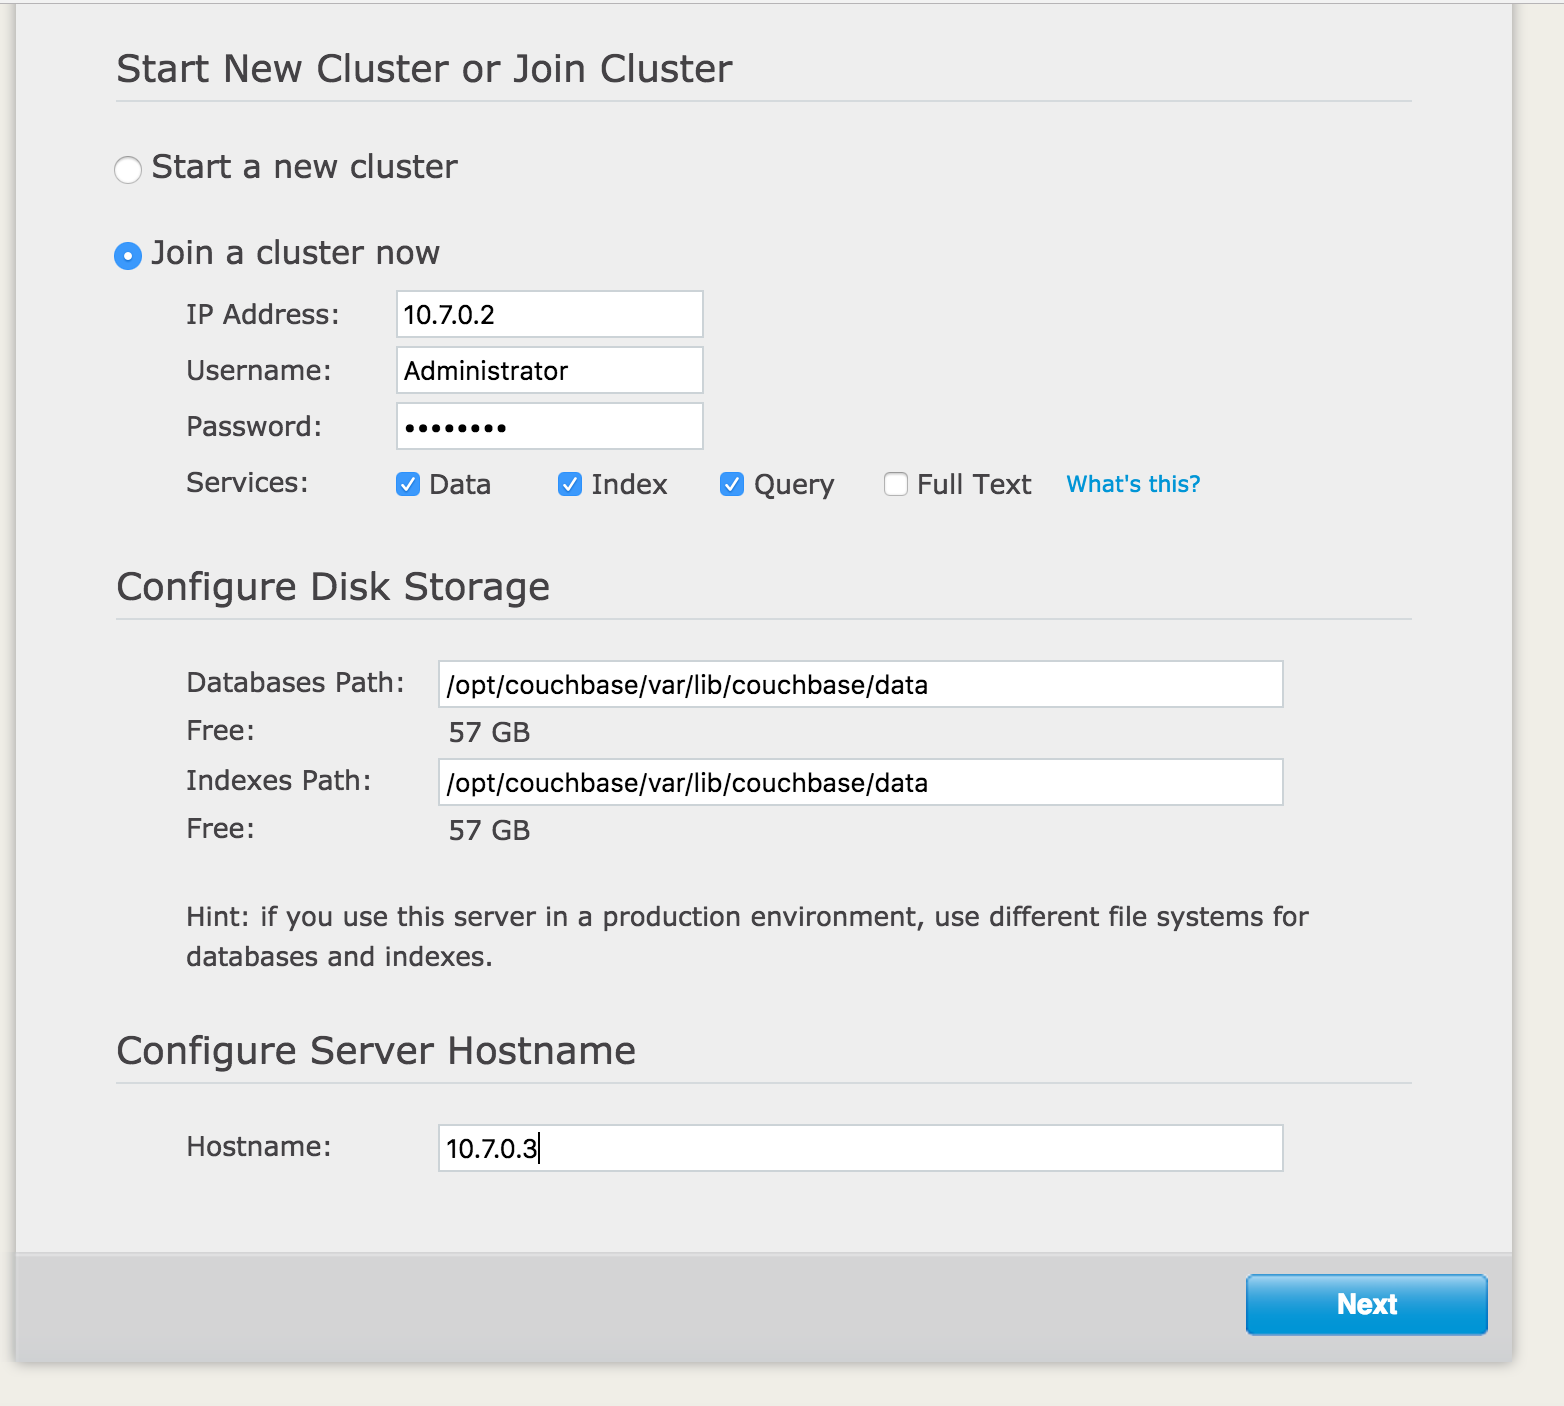 Start New Cluster or Join Cluster
Start a new cluster
Join a cluster now
IP Address: 10.7.0.2
Username: Administrator
Password: ••••••••
Services: Data Index Query Full Text What's this?
Configure Disk Storage
Databases Path: /opt/couchbase/var/lib/couchbase/data
Free: 57 GB
Indexes Path: /opt/couchbase/var/lib/couchbase/data
Free: 57 GB
Hint: if you use this server in a production environment, use different file systems for
databases and indexes.
Configure Server Hostname
Hostname: 10.7.0.3
Next